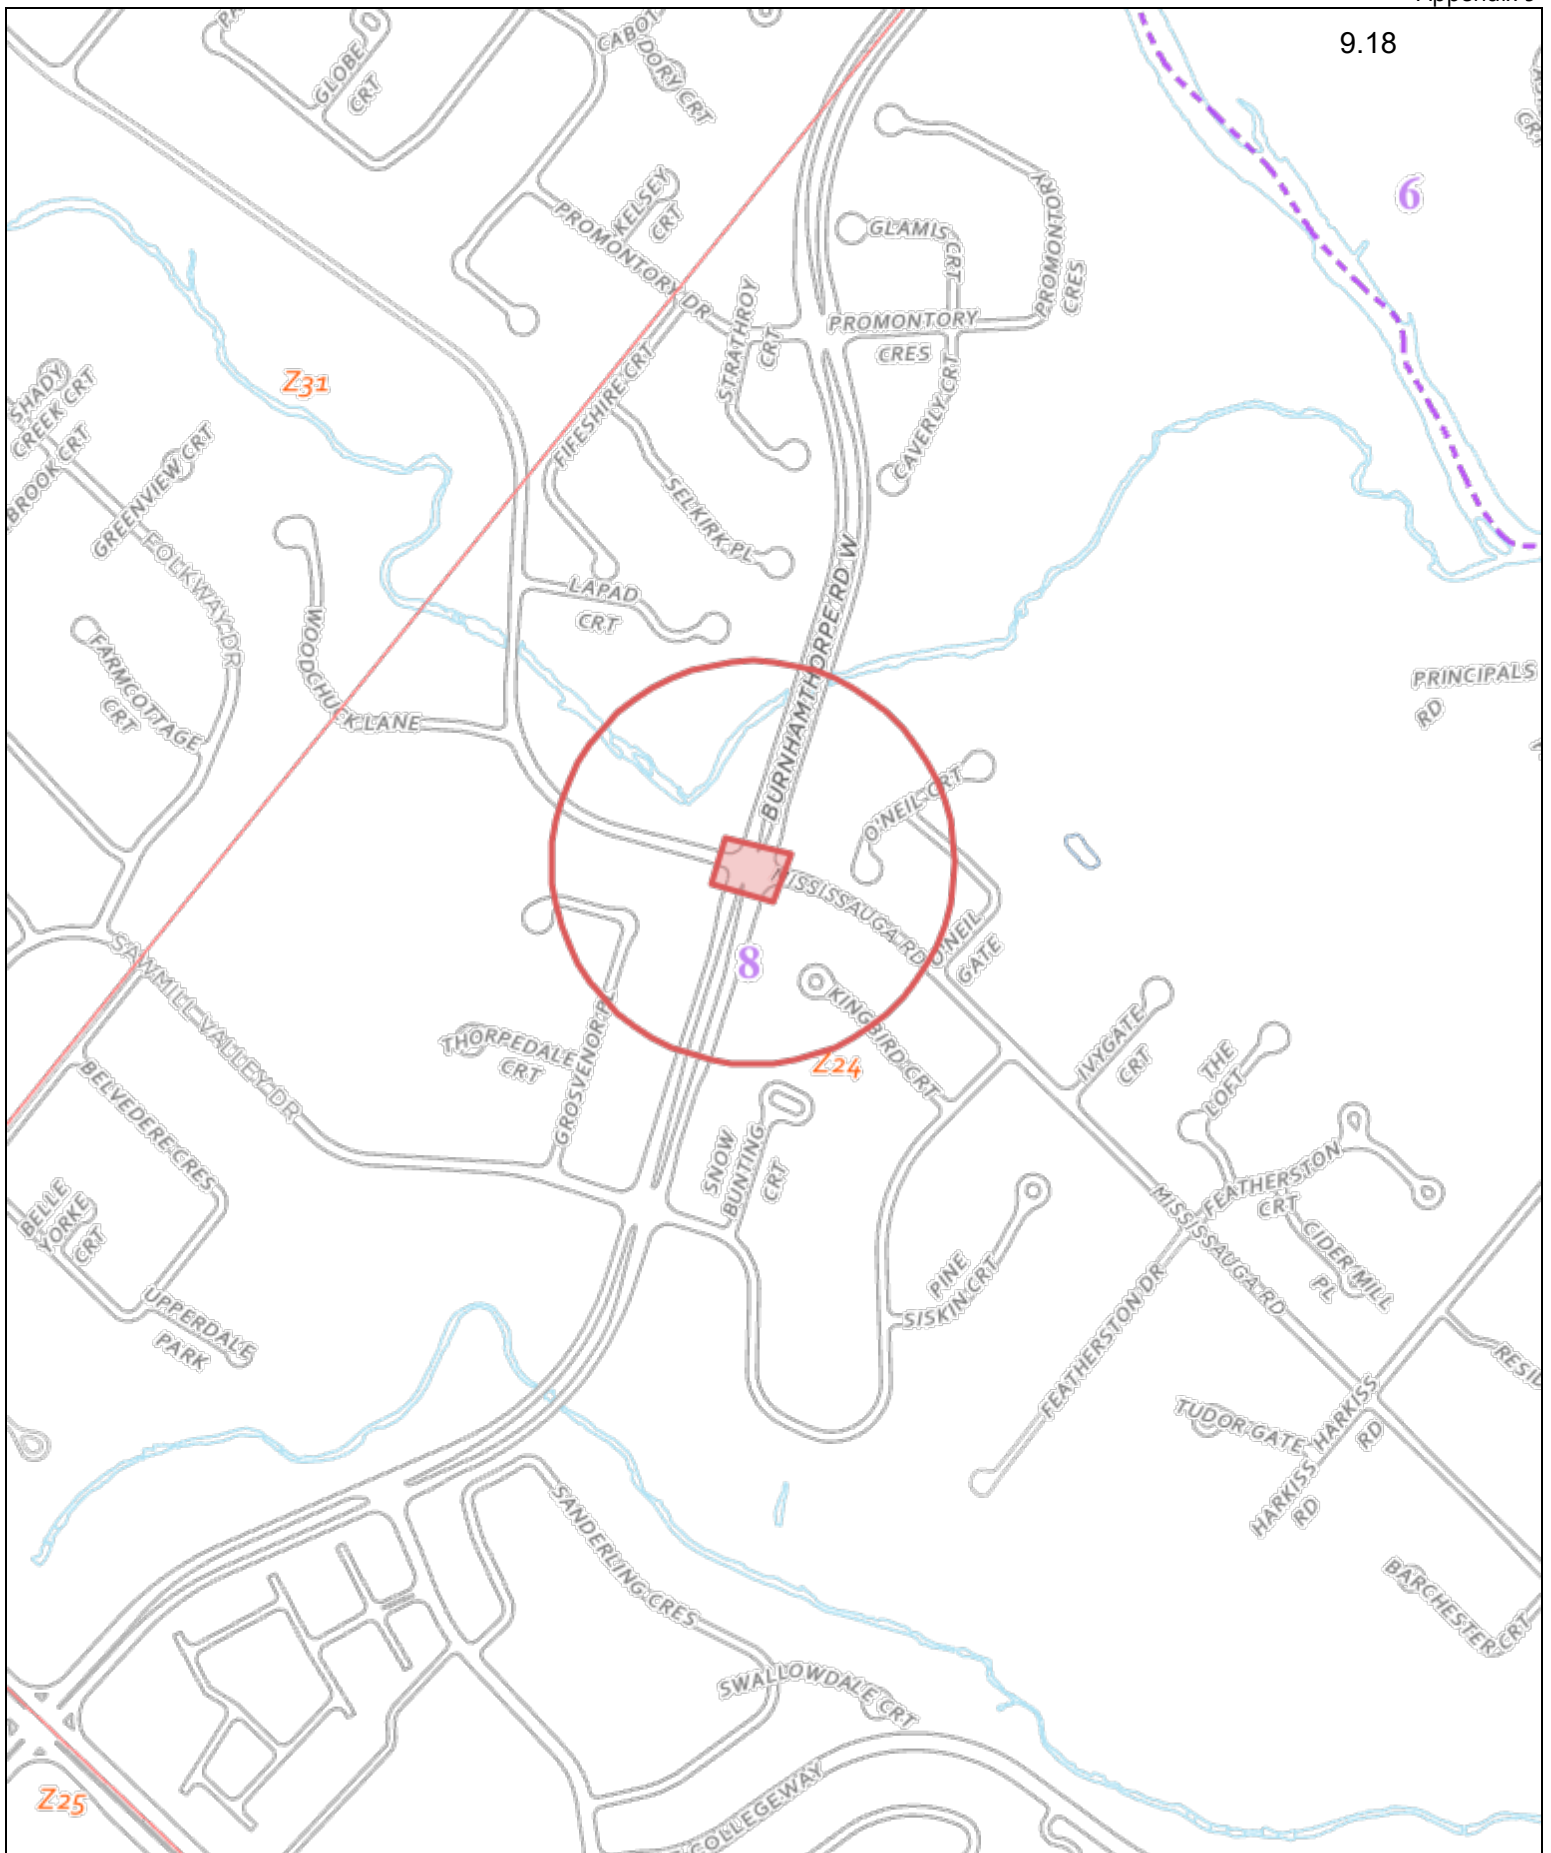 9.18
GLOBE
CRT
DORY CRT
KELSEY
CRT
6
PROMONTORY DR
GLAMIS CRT
PROMONTORY
CRES
STRATHROY
CRT
PROMONTORY
CRES
Z31
SHADY
CREEK CRT
BROOK CRT
GREENVIEW CRT
FIFESHIRE CRT
CAVERLY CRT
SELKIRK PL
FOLKWAY DR
LAPAD
CRT
BURNHAMTHORPE RD W
WOODCHUCK LANE
FARMCOTTAGE
CRT
PRINCIPALS
RD
O'NEIL CRT
MISSISSAUGA RD
O'NEIL
GATE
8
SAWMILL VALLEY DR
KINGBIRD CRT
THORPEDALE
CRT
GROSVENOR PL
Z24
IVYGATE
CRT
THE
LOFT
BELVEDERE CRES
SNOW
BUNTING
CRT
FEATHERSTON
CRT
BELLE
YORKE
CRT
MISSISSAUGA RD
CIDER MILL
PL
PINE
SISKIN CRT
UPPERDALE
PARK
FEATHERSTON DR
HARKISS
RD
TUDOR GATE
HARKISS
RD
SANDERLING CRES
BARCHESTER CRT
SWALLOWDALE CRT
Z25
COLLEGEWAY